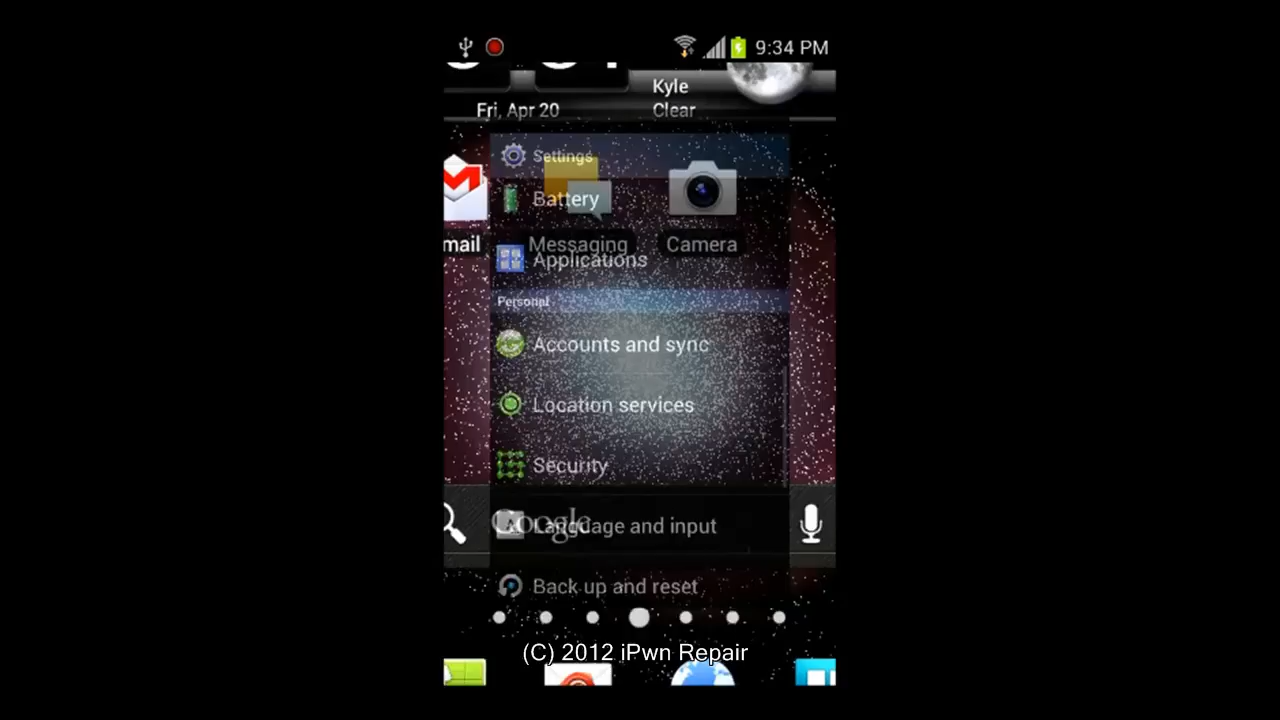 9:34 PM
Kyle
Fri, Apr 20
Clear
Settings
Battery
mail
Messaging
Camera
Applications
Personal
Accounts and sync
Location services
Security
Google
Language and input
Back up and reset
(C) 2012 iPwn Repair